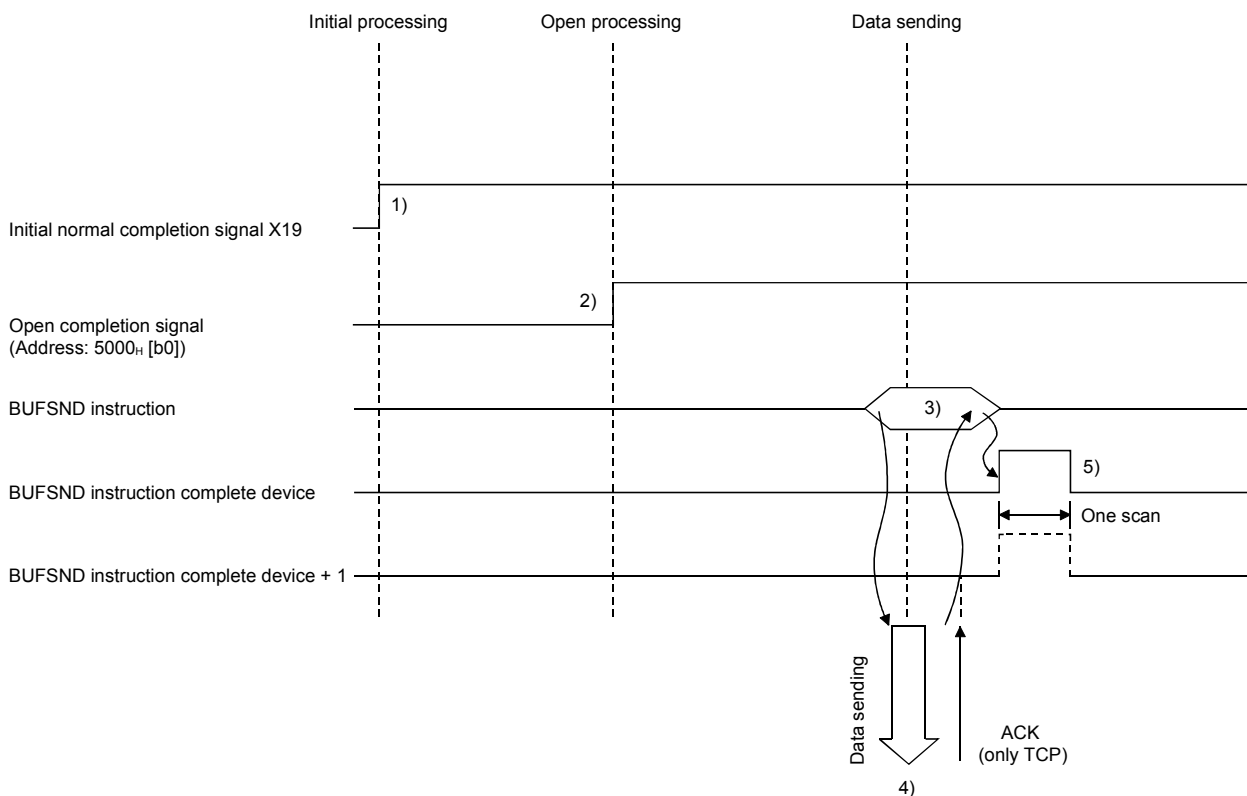 Initial processing
Open processing
Data sending
1)
Initial normal completion signal X19
2)
Open completion signal
(Address: 5000H [b0])
BUFSND instruction
3)
5)
BUFSND instruction complete device
One scan
BUFSND instruction complete device + 1
Data sending
ACK
(only TCP)
4)